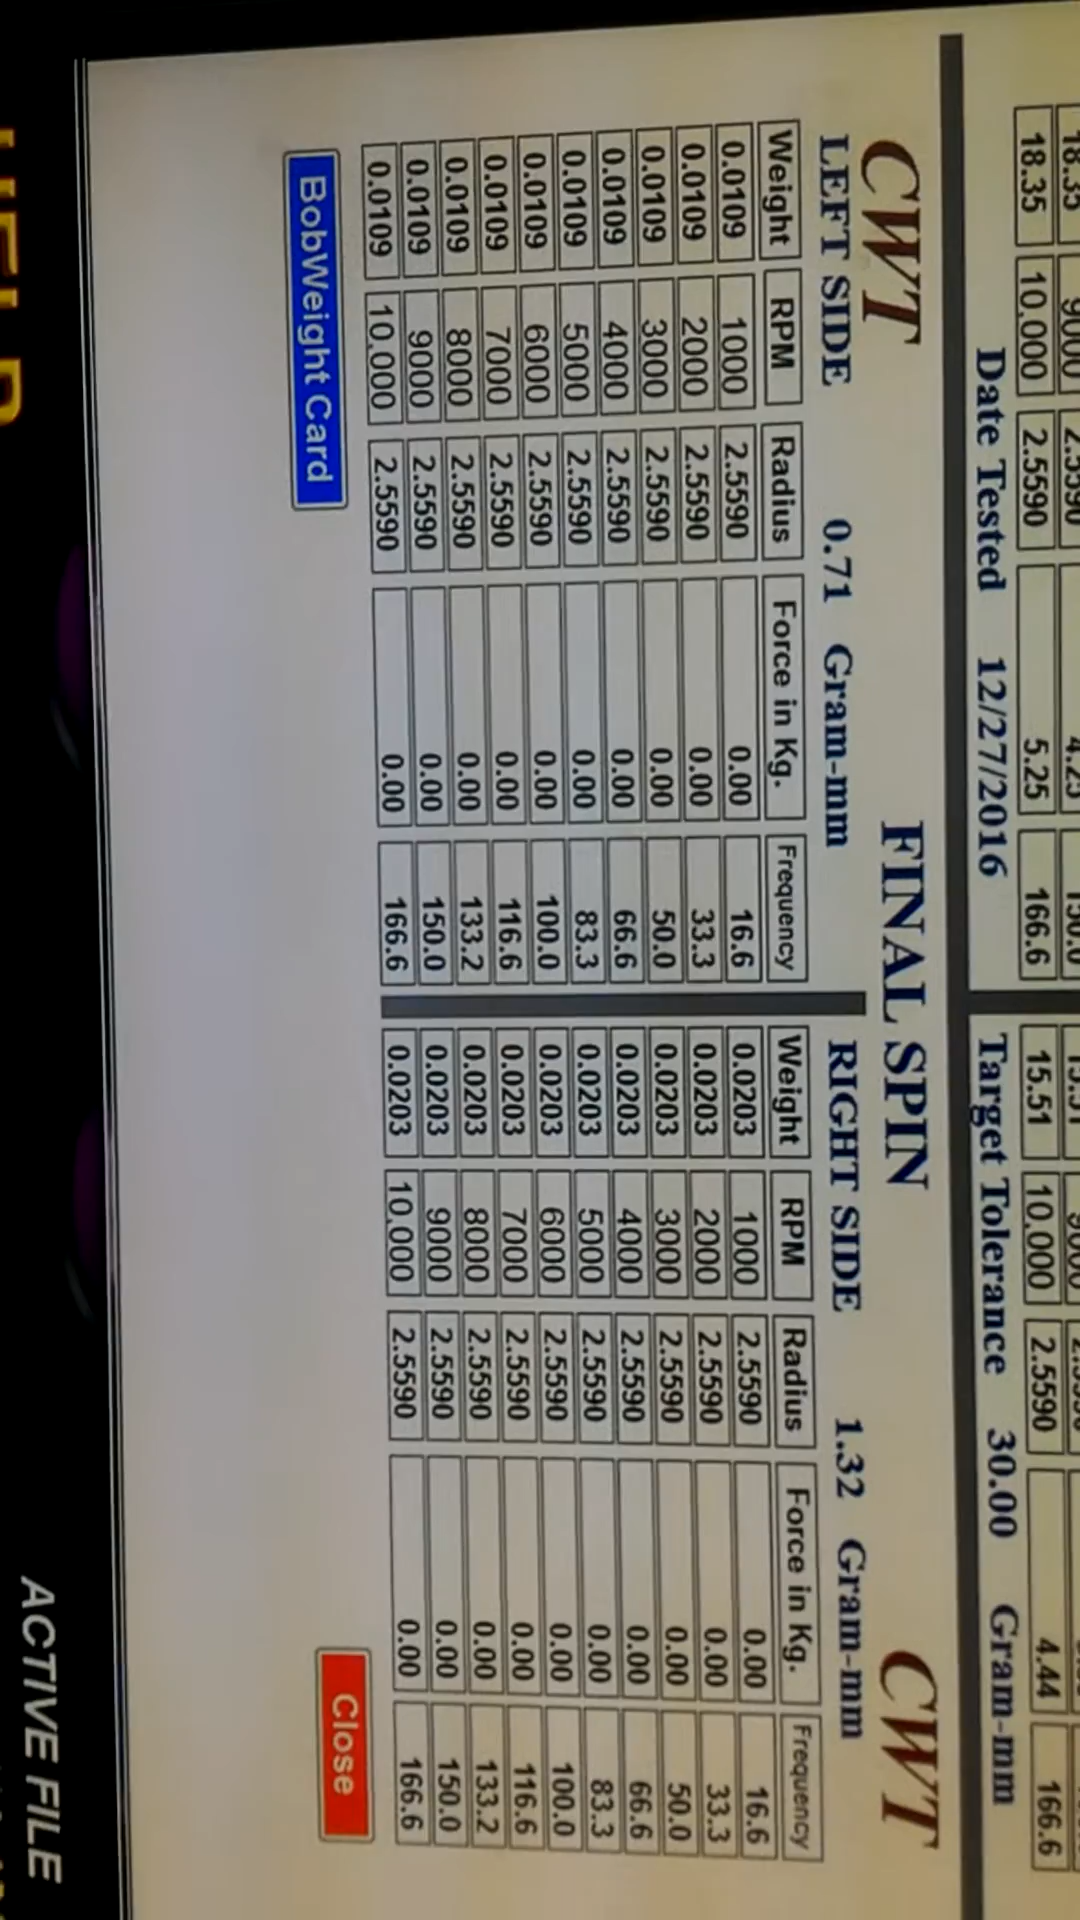 18.35 10,000 2.5590 5.25 166.6 15.51 10,000 2.5590 4.44 166.6
Date Tested 12/27/2016 Target Tolerance 30.00 Gram-mm
CWT FINAL SPIN CWT
LEFT SIDE 0.71 Gram-mm RIGHT SIDE 1.32 Gram-mm
Weight RPM Radius Force in Kg. Frequency Weight RPM Radius Force in Kg. Frequency
0.0109 1000 2.5590 0.00 16.6 0.0203 1000 2.5590 0.00 16.6
0.0109 2000 2.5590 0.00 33.3 0.0203 2000 2.5590 0.00 33.3
0.0109 3000 2.5590 0.00 50.0 0.0203 3000 2.5590 0.00 50.0
0.0109 4000 2.5590 0.00 66.6 0.0203 4000 2.5590 0.00 66.6
0.0109 5000 2.5590 0.00 83.3 0.0203 5000 2.5590 0.00 83.3
0.0109 6000 2.5590 0.00 100.0 0.0203 6000 2.5590 0.00 100.0
0.0109 7000 2.5590 0.00 116.6 0.0203 7000 2.5590 0.00 116.6
0.0109 8000 2.5590 0.00 133.2 0.0203 8000 2.5590 0.00 133.2
0.0109 9000 2.5590 0.00 150.0 0.0203 9000 2.5590 0.00 150.0
0.0109 10,000 2.5590 0.00 166.6 0.0203 10,000 2.5590 0.00 166.6
BobWeight Card Close
ACTIVE FILE